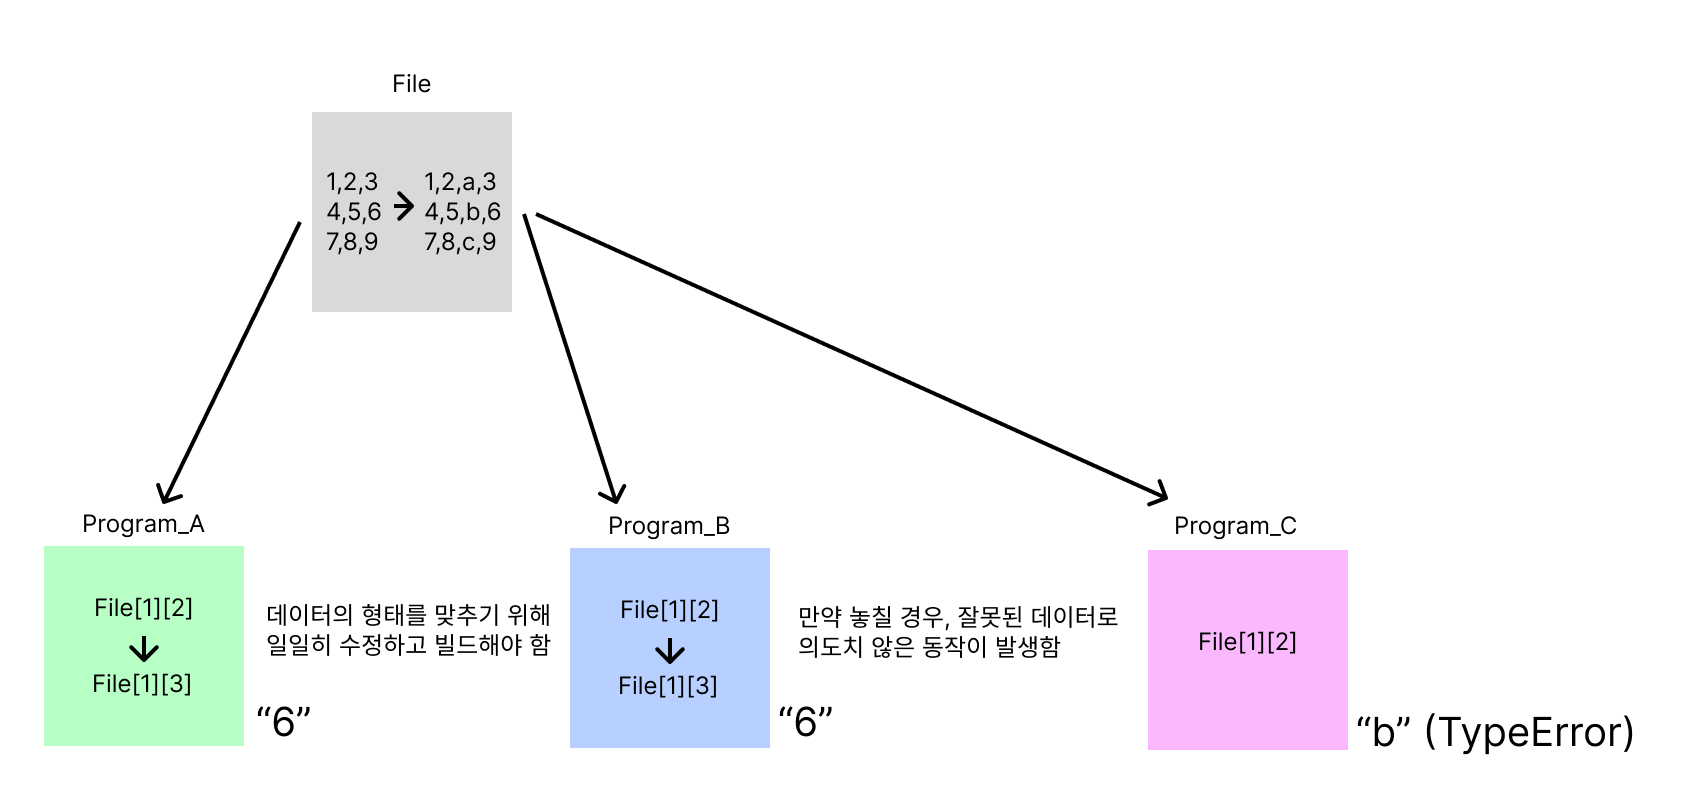 File
1,2,3
4,5,6
7,8,9
1,2,a,3
4,5,b,6
7,8,c,9
Program_A
File[1][2]
File[1][3]
“6”
데이터의 형태를 맞추기 위해
일일히 수정하고 빌드해야 함
Program_B
File[1][2]
File[1][3]
“6”
만약 놓칠 경우, 잘못된 데이터로
의도치 않은 동작이 발생함
Program_C
File[1][2]
“b” (TypeError)